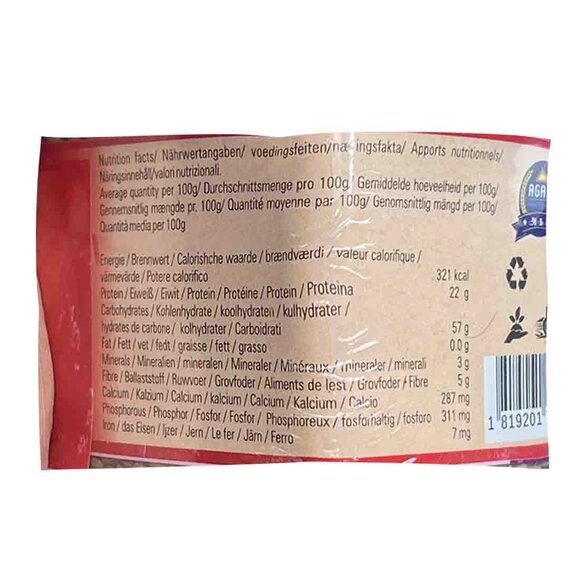 Nutrition facts/ Nährwertangaben/ voedingsfeiten/næringsfakta/ Apports nutritionnels/
Näringsinnehåll/valori nutrizionali.
Average quantity per 100g/ Durchschnittsmenge pro 100g/ Gemiddelde hoeveelheid per 100g/
Gennemsnitlig mængde pr. 100g/ Quantité moyenne par 100g/ Genomsnittlig mängd per 100g/
Quantità media per 100g
AGA
Energie / Brennwert / Calorishche waarde / brændværdi / valeur calorifique /
värmevärde / Potere calorifico 321 kcal
Protein / Eiweiß / Eiwit / Protein / Protéine / Protein / Proteina 22 g
Carbohydrates / Kohlenhydrate / koolhydraten / kulhydrater /
hydrates de carbone / kolhydrater / Carboidrati 57 g
Fat / Fett / vet / fedt / graisse / fett / grasso 0.0 g
Minerals / Mineralien / mineralen / Mineraler / Minéraux / mineraler / minerali 3 g
Fibre / Ballaststoff / Ruwvoer / Grovfoder / Aliments de lest / Grovfoder / Fibre 5 g
Calcium / Kalzium / Calcium / kalcium / Calcium / Kalcium / Calcio 287 mg
Phosphorous / Phosphor / Fosfor / Fosfor / Phosphoreux / fosforhaltig / fosforo 311 mg
Iron / das Eisen / Ijzer / Jern / Le fer / Järn / Ferro 7 mg
1 819201